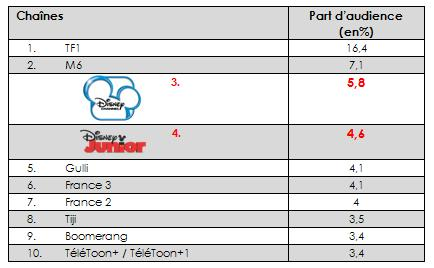 Chaînes Part d'audience
(en%)
1. TF1 16,4
2. M6 7,1
Disney Channel 3. 5,8
Disney Junior 4. 4,6
5. Gulli 4,1
6. France 3 4,1
7. France 2 4
8. Tiji 3,5
9. Boomerang 3,4
10. TéléToon+ / TéléToon+1 3,4